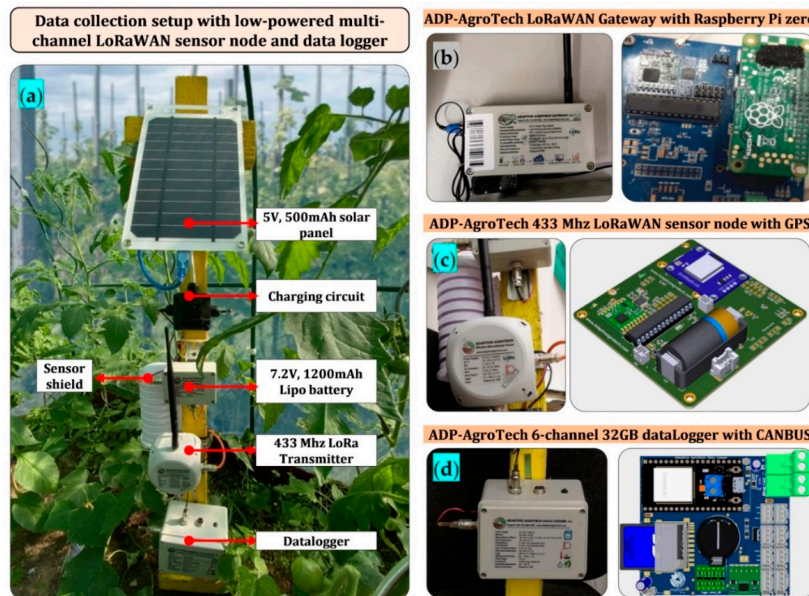 Data collection setup with low-powered multi-
channel LoRaWAN sensor node and data logger
(a)
5V, 500mAh solar
panel
Charging circuit
Sensor
shield
7.2V, 1200mAh
Lipo battery
433 Mhz LoRa
Transmitter
Datalogger
ADP-AgroTech LoRaWAN Gateway with Raspberry Pi zero
(b)
ADP-AgroTech 433 Mhz LoRaWAN sensor node with GPS
(c)
ADP-AgroTech 6-channel 32GB dataLogger with CANBUS
(d)